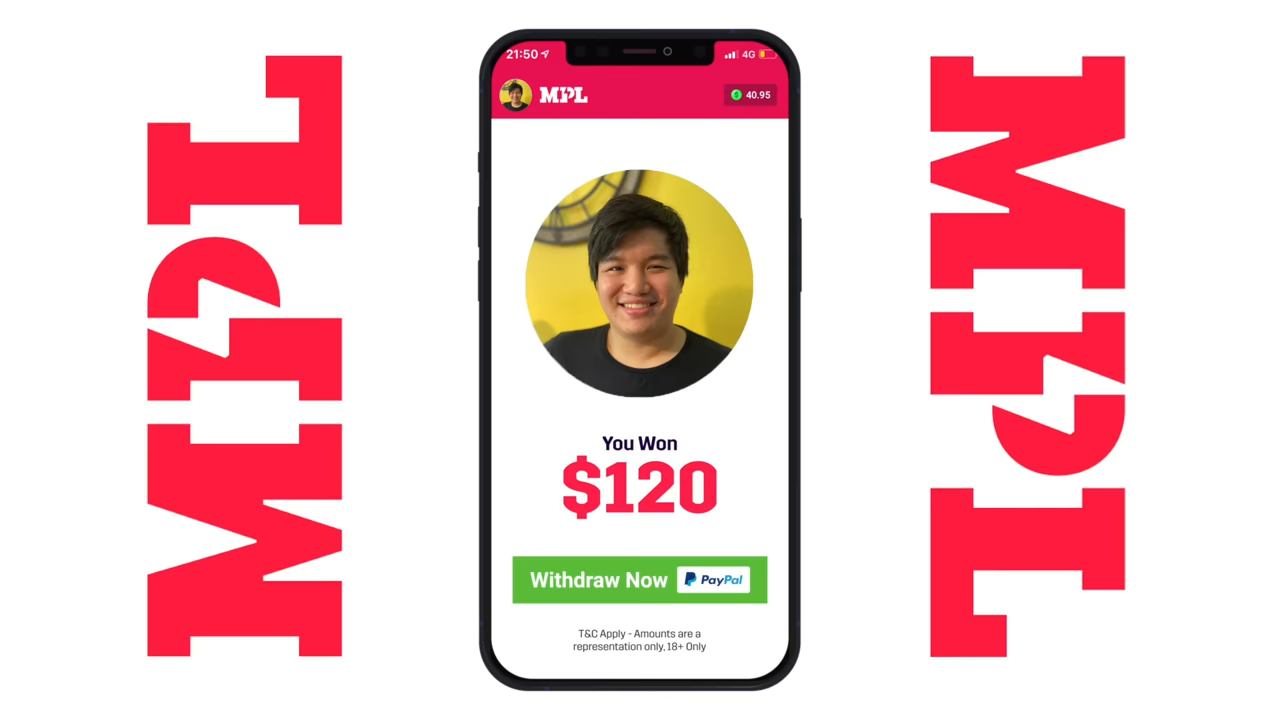 MPL
21:50
4G
MPL
40.95
You Won
$120
Withdraw Now PayPal
T&C Apply - Amounts are a
representation only, 18+ Only
MPL